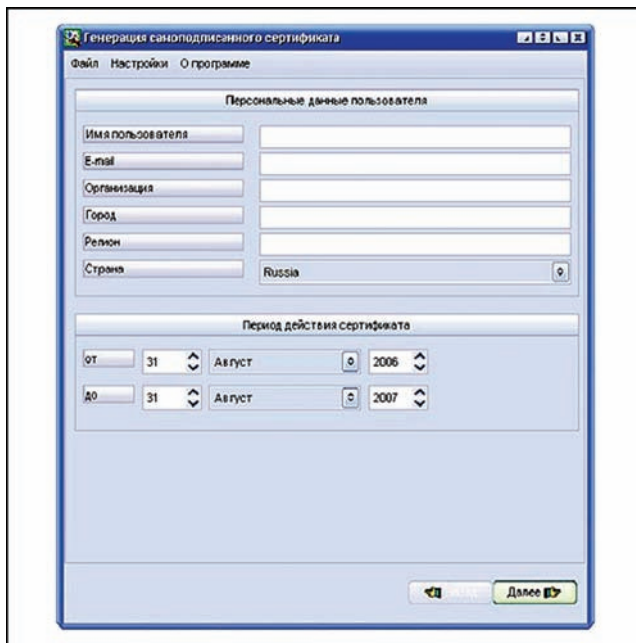 Генерация самоподписанного сертификата
Файл Настройки О программе
Персональные данные пользователя
Имя пользователя
E-mail
Организация
Город
Регион
Страна Russia
Период действия сертификата
от 31 Август 2006
до 31 Август 2007
Далее